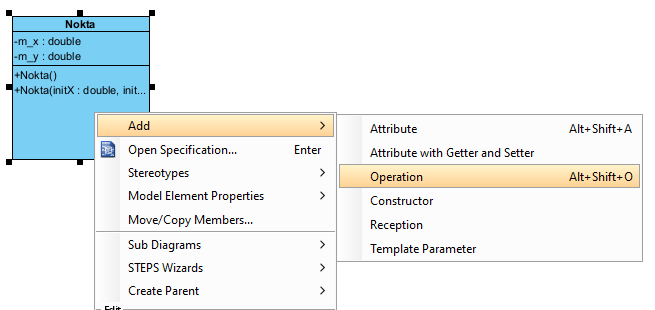 Nokta
-m_x : double
-m_y : double
+Nokta()
+Nokta(initX : double, init...
Add
Open Specification... Enter
Stereotypes
Model Element Properties
Move/Copy Members...
Sub Diagrams
STEPS Wizards
Create Parent
Edit
Attribute Alt+Shift+A
Attribute with Getter and Setter
Operation Alt+Shift+O
Constructor
Reception
Template Parameter